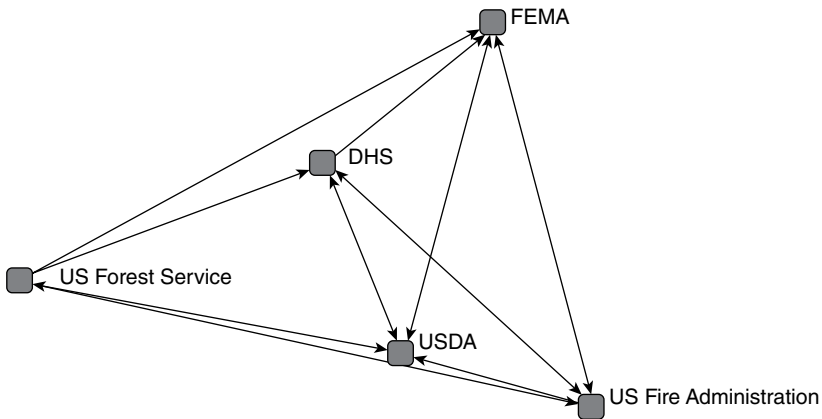 FEMA
DHS
US Forest Service
USDA
US Fire Administration